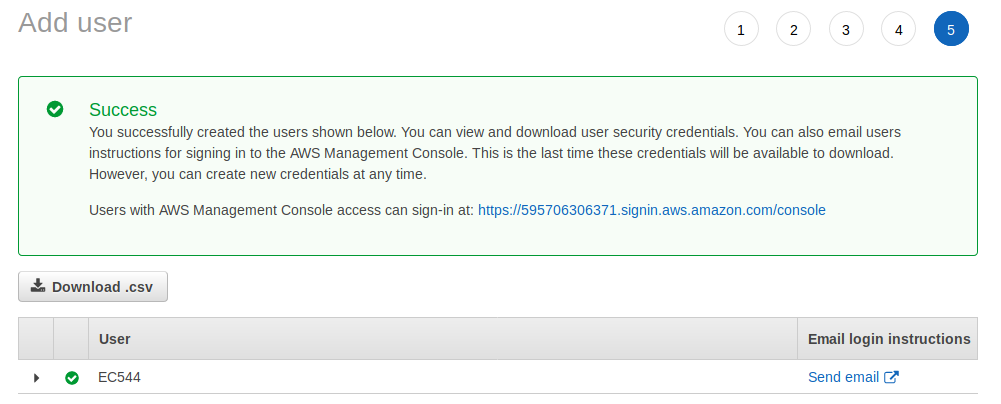 Add user
1 2 3 4 5
Success
You successfully created the users shown below. You can view and download user security credentials. You can also email users
instructions for signing in to the AWS Management Console. This is the last time these credentials will be available to download.
However, you can create new credentials at any time.
Users with AWS Management Console access can sign-in at: https://595706306371.signin.aws.amazon.com/console
Download .csv
User Email login instructions
EC544 Send email